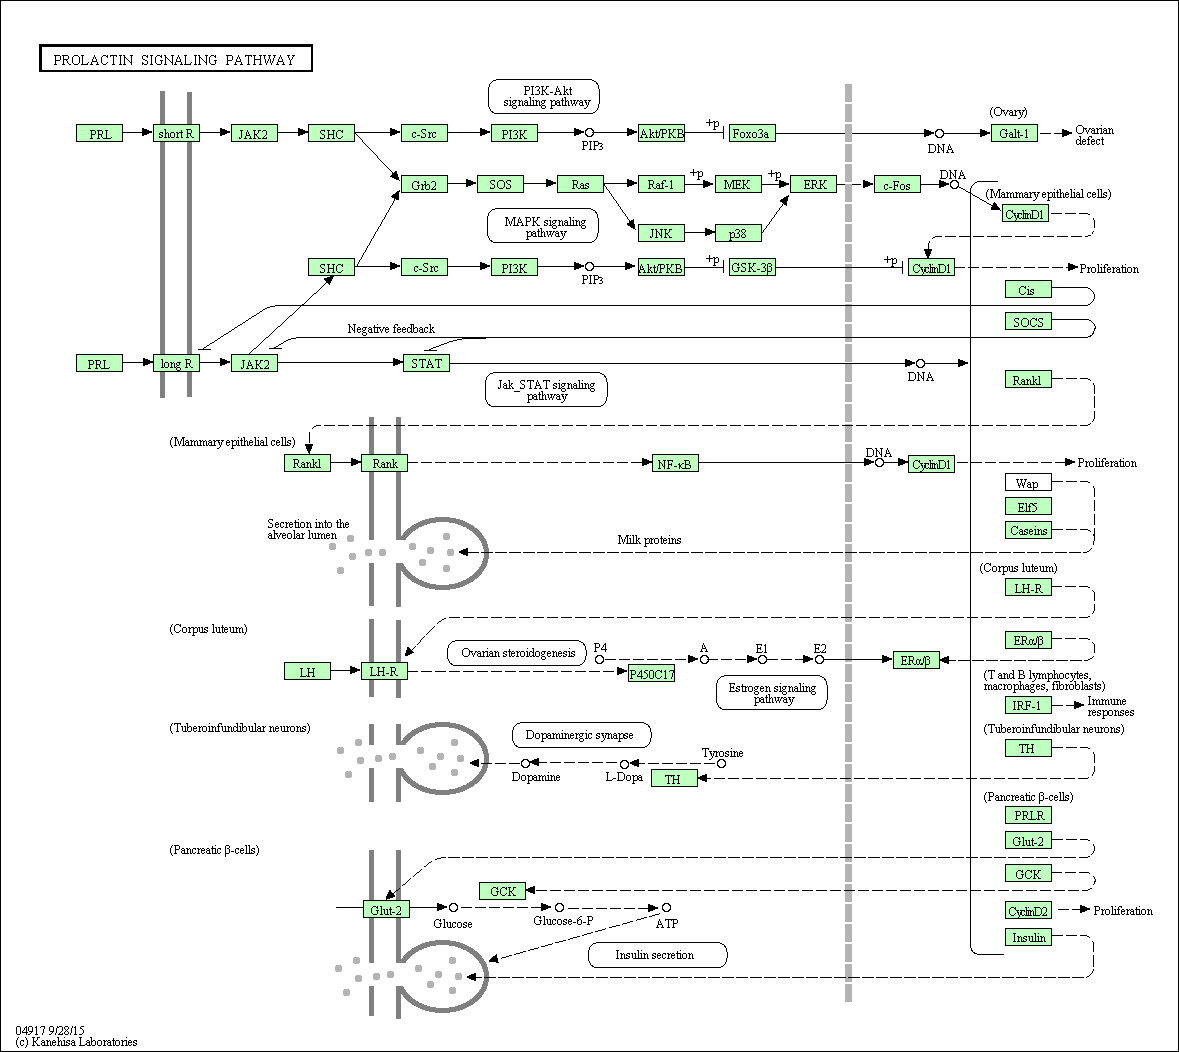 PROLACTIN SIGNALING PATHWAY
PI3K-Akt
signaling pathway
(Ovary)
PRL
short R
JAK2
SHC
c-Src
PI3K
PIP3
Akt/PKB
+p
Foxo3a
DNA
Galt-1
Ovarian
defect
Grb2
SOS
Ras
Raf-1
+p
MEK
+p
ERK
c-Fos
DNA
(Mammary epithelial cells)
CyclinD1
MAPK signaling
pathway
JNK
p38
SHC
c-Src
PI3K
PIP3
Akt/PKB
+p
GSK-3β
+p
CyclinD1
Proliferation
Cis
SOCS
Negative feedback
PRL
long R
JAK2
STAT
DNA
Jak_STAT signaling
pathway
Rankl
(Mammary epithelial cells)
Rankl
Rank
NF-κB
DNA
CyclinD1
Proliferation
Wap
Elf5
Caseins
Secretion into the
alveolar lumen
Milk proteins
(Corpus luteum)
LH-R
(Corpus luteum)
LH
LH-R
Ovarian steroidogenesis
P4
P450C17
A
E1
E2
ERα/β
ERα/β
Estrogen signaling
pathway
(T and B lymphocytes,
macrophages, fibroblasts)
IRF-1
Immune
responses
(Tuberoinfundibular neurons)
TH
(Tuberoinfundibular neurons)
Dopaminergic synapse
Dopamine
L-Dopa
Tyrosine
TH
(Pancreatic β-cells)
PRLR
Glut-2
GCK
CyclinD2
Proliferation
Insulin
(Pancreatic β-cells)
Glut-2
GCK
Glucose
Glucose-6-P
ATP
Insulin secretion
04917 9/28/15
(c) Kanehisa Laboratories